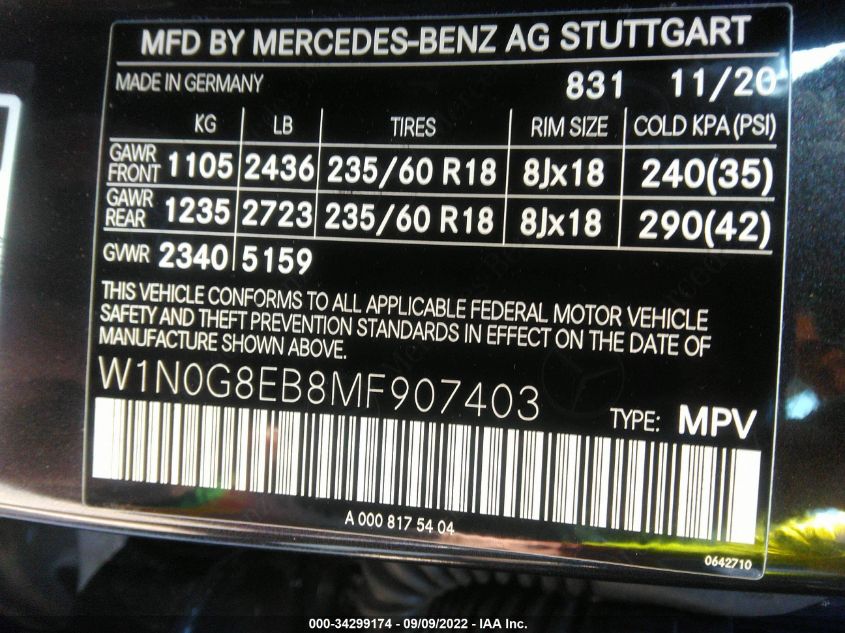 MFD BY MERCEDES-BENZ AG STUTTGART
MADE IN GERMANY 831 11/20
KG LB TIRES RIM SIZE COLD KPA (PSI)
GAWR FRONT 1105 2436 235/60 R18 8Jx18 240(35)
GAWR REAR 1235 2723 235/60 R18 8Jx18 290(42)
GVWR 2340 5159
THIS VEHICLE CONFORMS TO ALL APPLICABLE FEDERAL MOTOR VEHICLE
SAFETY AND THEFT PREVENTION STANDARDS IN EFFECT ON THE DATE OF
MANUFACTURE SHOWN ABOVE.
W1N0G8EB8MF907403
TYPE: MPV
A 000 817 54 04
0642710
000-34299174 - 09/09/2022 - IAA Inc.